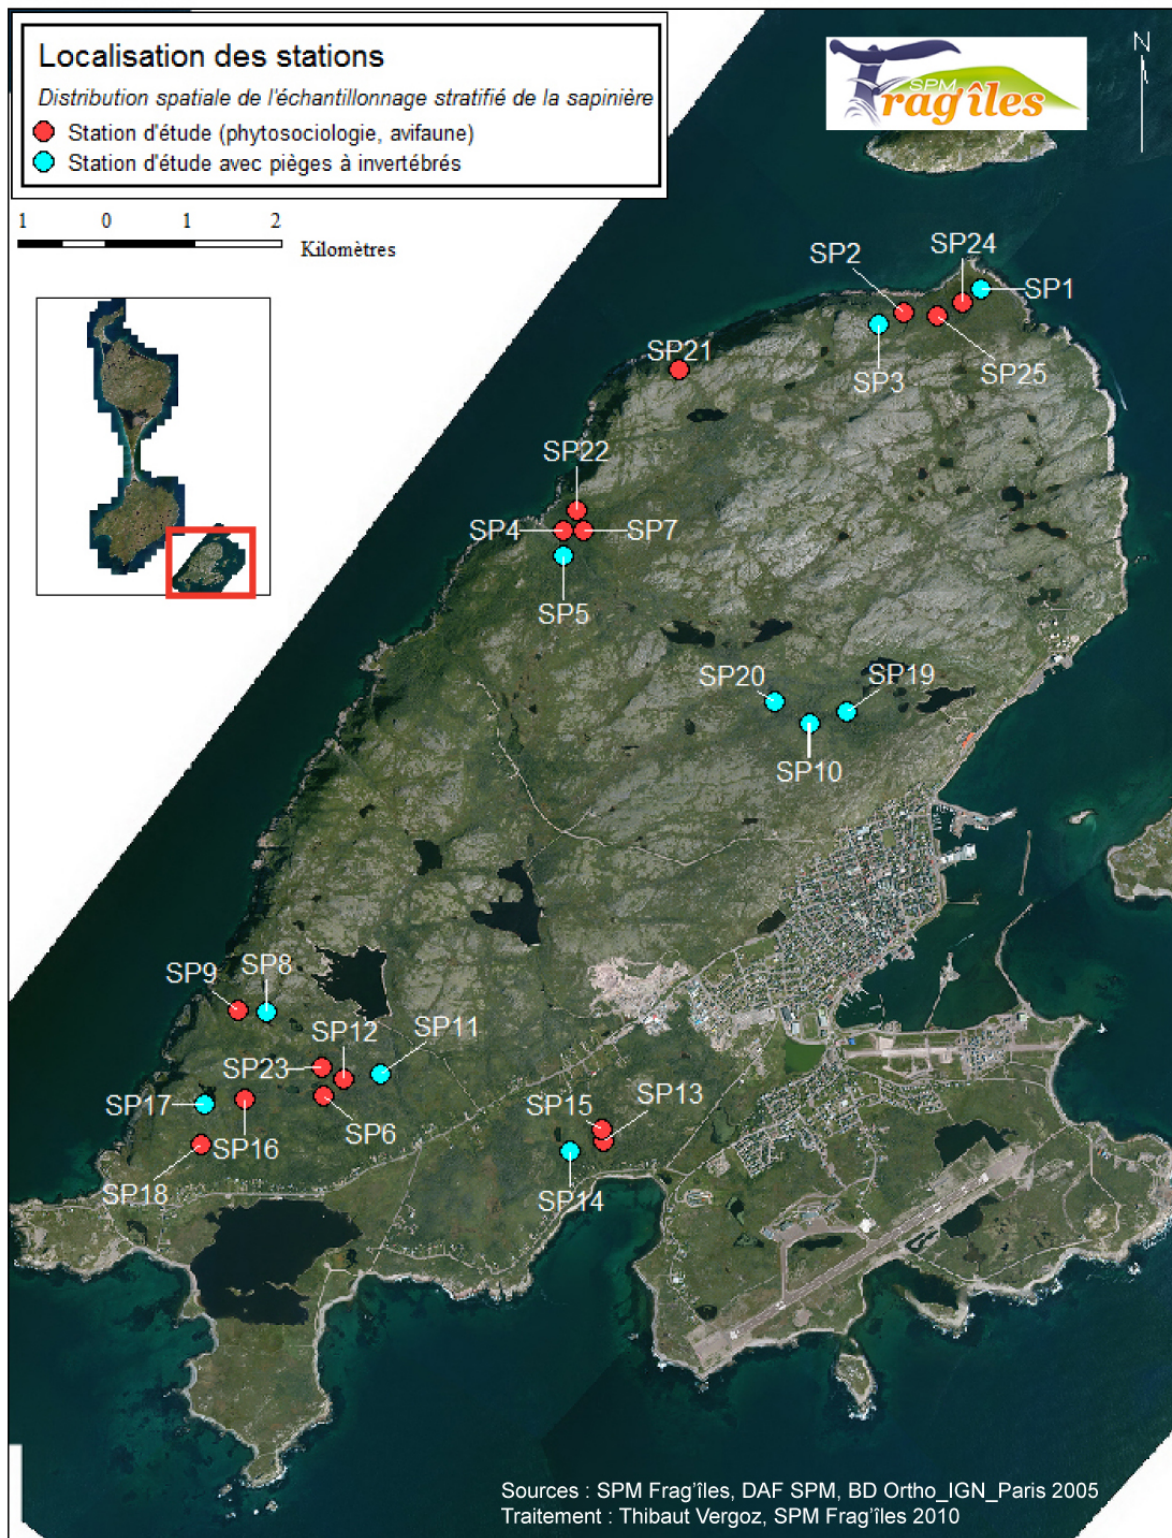 Localisation des stations
Distribution spatiale de l'échantillonnage stratifié de la sapinière
Station d'étude (phytosociologie, avifaune)
Station d'étude avec pièges à invertébrés
1 0 1 2
Kilomètres
SPM
Frag'îles
N
SP24
SP2
SP1
SP21
SP3
SP25
SP22
SP4
SP7
SP5
SP20
SP19
SP10
SP9
SP8
SP12
SP11
SP23
SP17
SP6
SP16
SP18
SP15
SP13
SP14
Sources : SPM Frag'îles, DAF SPM, BD Ortho_IGN_Paris 2005
Traitement : Thibaut Vergoz, SPM Frag'îles 2010